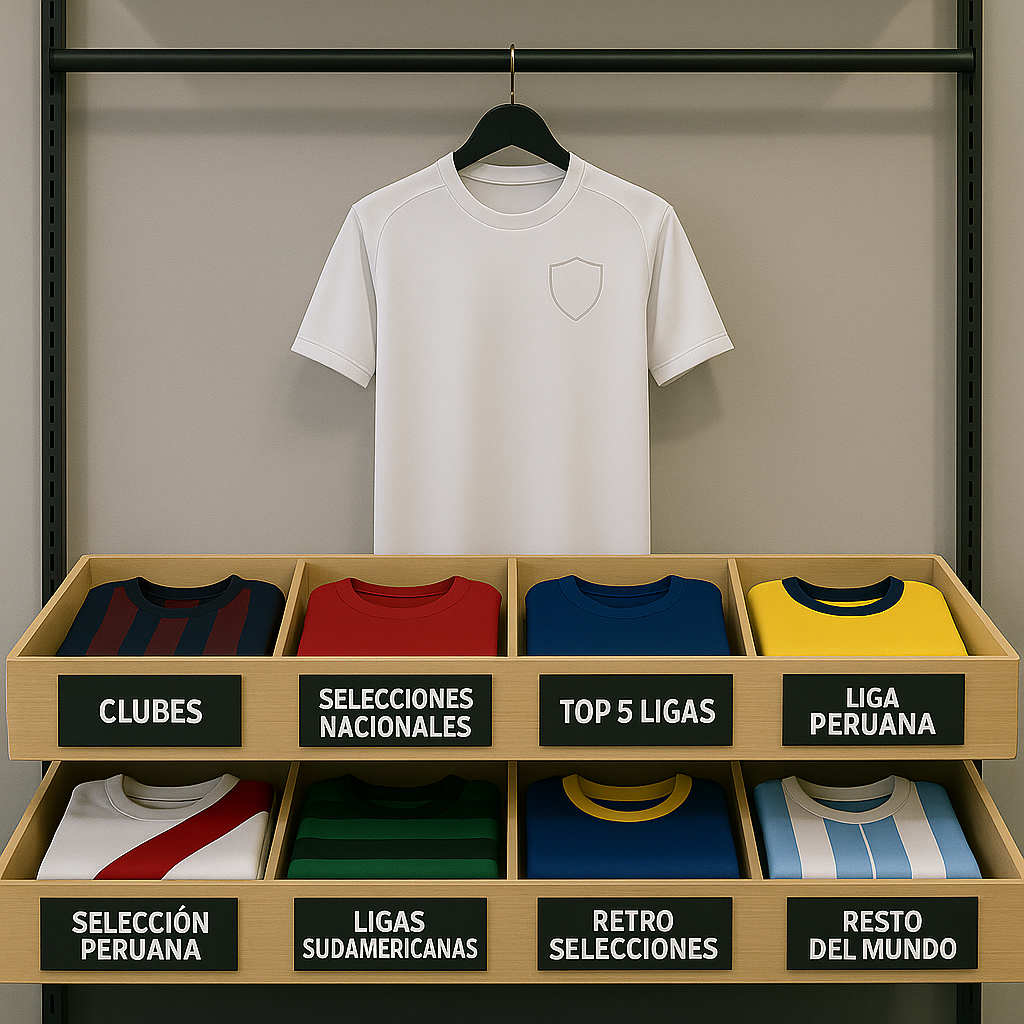 CLUBES
SELECCIONES
NACIONALES
TOP 5 LIGAS
LIGA
PERUANA
SELECCIÓN
PERUANA
LIGAS
SUDAMERICANAS
RETRO
SELECCIONES
RESTO
DEL MUNDO